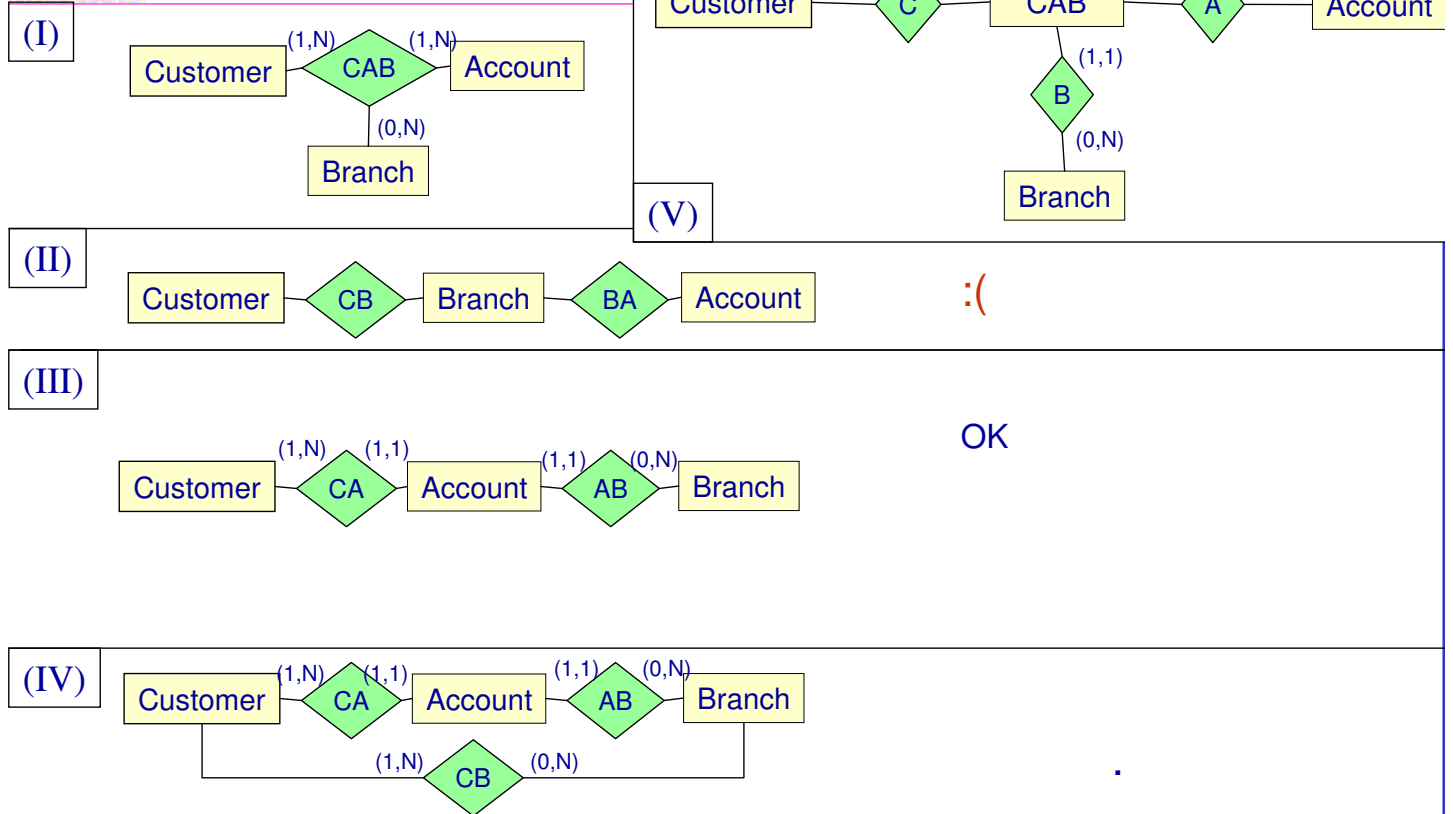 (I)
(1,N) (1,N)
Customer CAB Account
(0,N)
Branch
Customer C CAB A Account
(1,1)
B
(0,N)
Branch
(V)
(II)
Customer CB Branch BA Account :(
(III)
OK
(1,N) (1,1) (1,1) (0,N)
Customer CA Account AB Branch
(IV)
(1,N) (1,1) (1,1) (0,N)
Customer CA Account AB Branch
(1,N) CB (0,N)
.